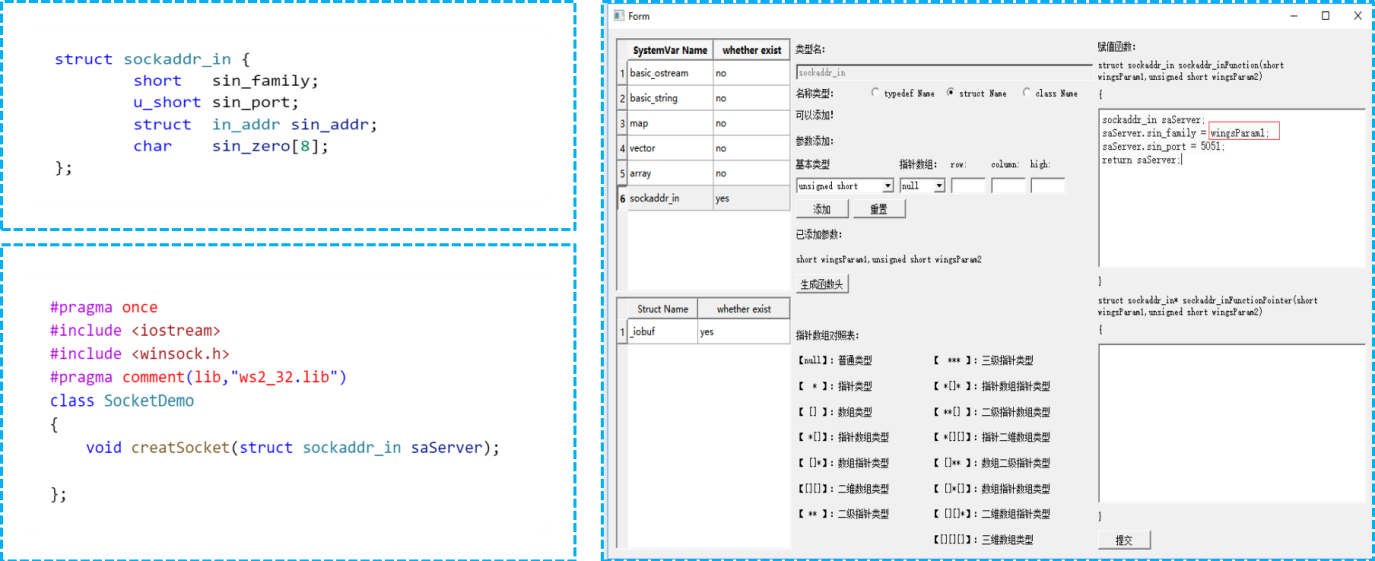 struct sockaddr_in {
short sin_family;
u_short sin_port;
struct in_addr sin_addr;
char sin_zero[8];
};
#pragma once
#include <iostream>
#include <winsock.h>
#pragma comment(lib,"ws2_32.lib")
class SocketDemo
{
void creatSocket(struct sockaddr_in saServer);
};
Form
SystemVar Name whether exist
1 basic_ostream no
2 basic_string no
3 map no
4 vector no
5 array no
6 sockaddr_in yes
Struct Name whether exist
1 _iobuf yes
类型名:
sockaddr_in
名称类型: typedef Name struct Name class Name
可以添加!
参数添加:
基本类型 指针数组: row: column: high:
unsigned short null
添加 重置
已添加参数:
short wingsParam1,unsigned short wingsParam2
生成函数头
指针数组对照表:
【null】: 普通类型 【 *** 】: 三级指针类型
【 * 】: 指针类型 【 *[]* 】: 指针数组指针类型
【 [] 】: 数组类型 【 **[] 】: 二级指针数组类型
【 *[]】: 指针数组类型 【 *[][]】: 指针二维数组类型
【 []*】: 数组指针类型 【 []** 】: 数组二级指针类型
【[][]】: 二维数组类型 【 []*[]】: 数组指针数组类型
【 ** 】: 二级指针类型 【 [][]*】: 二维数组指针类型
【[][][]】: 三维数组类型
赋值函数:
struct sockaddr_in sockaddr_inFunction(short
wingsParam1,unsigned short wingsParam2)
{
sockaddr_in saServer;
saServer.sin_family = wingsParam1;
saServer.sin_port = 5051;
return saServer;
}
struct sockaddr_in* sockaddr_inFunctionPointer(short
wingsParam1,unsigned short wingsParam2)
{
}
提交